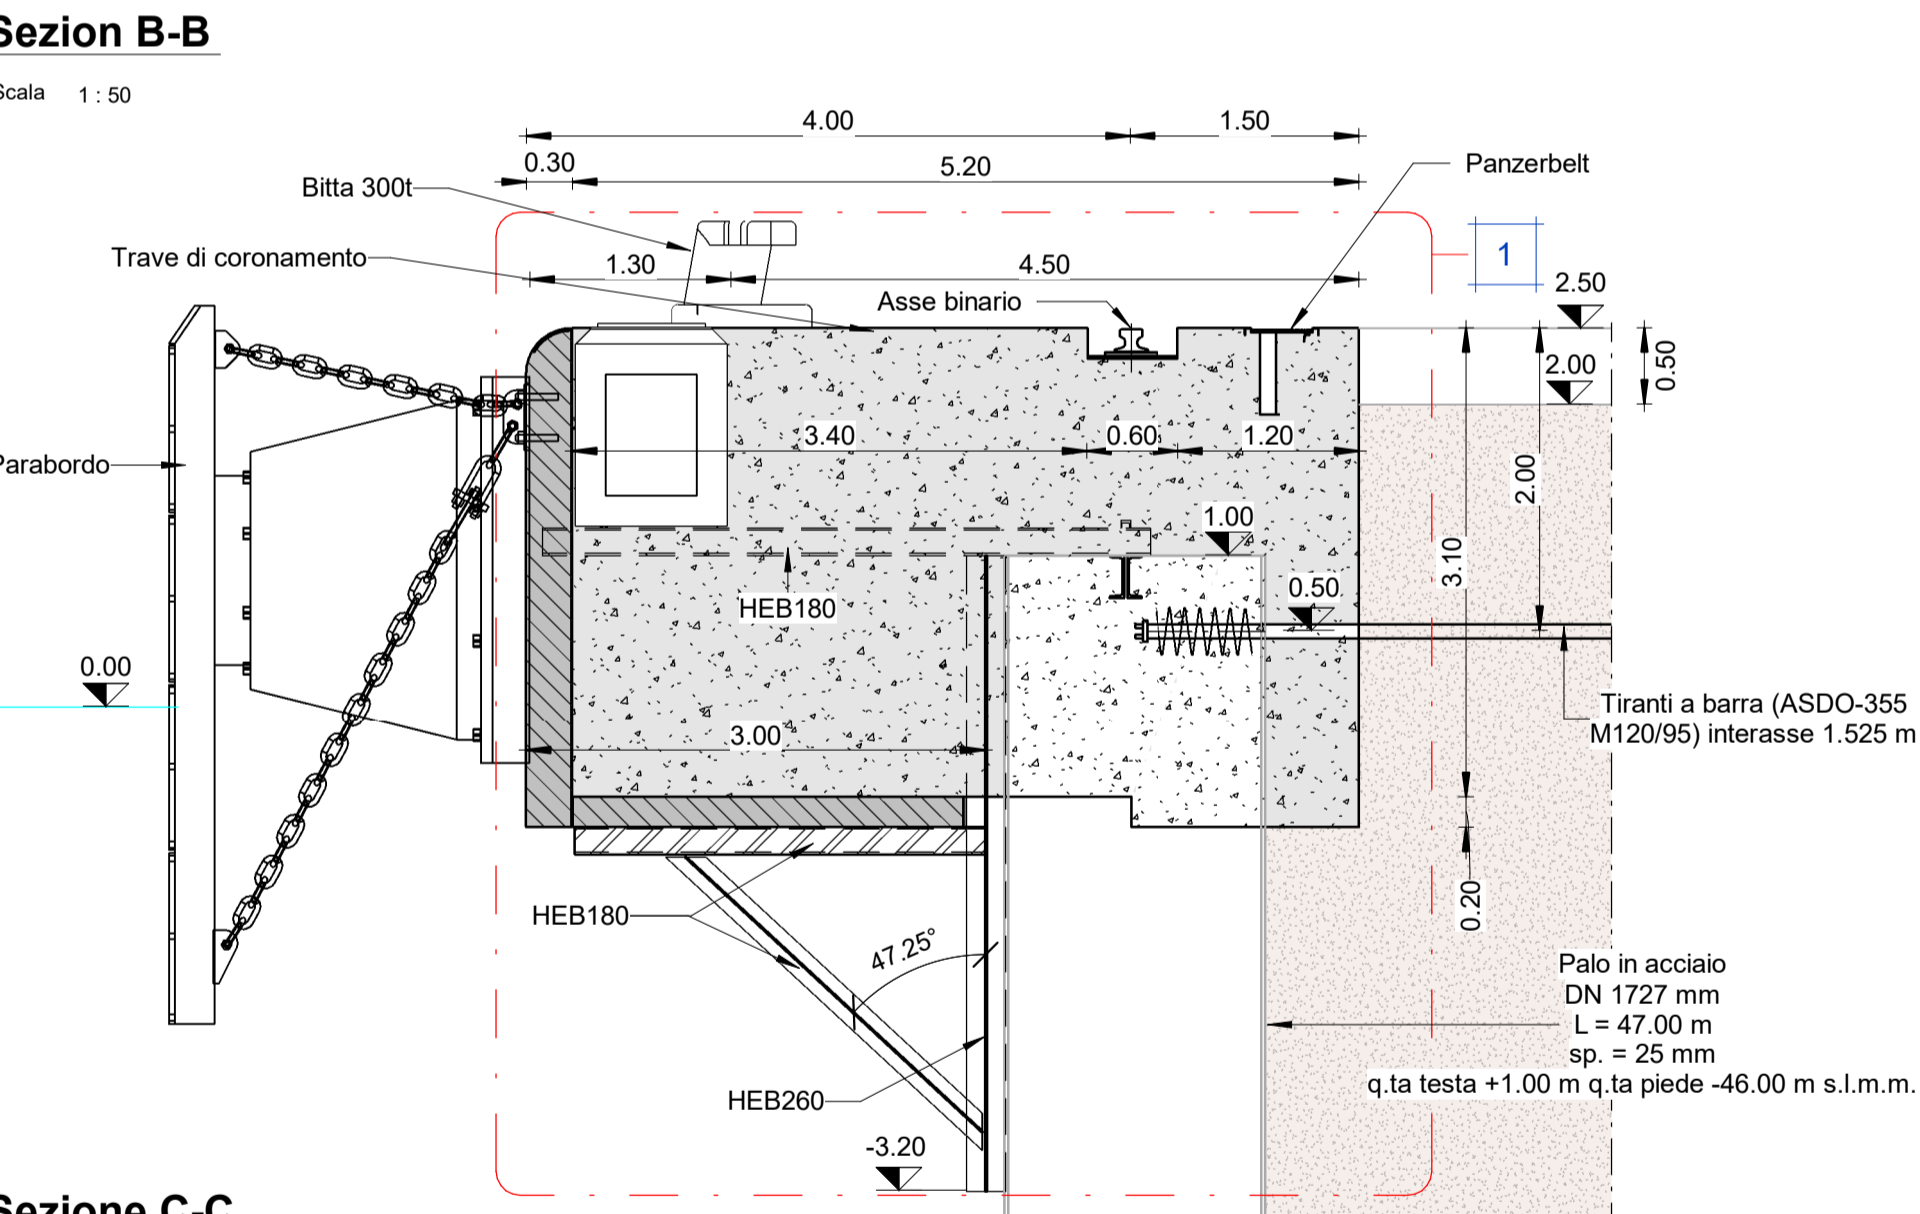 Sezion B-B
Scala 1 : 50
4.00 1.50
0.30 5.20
Bitta 300t
Panzerbelt
Trave di coronamento
1.30 4.50
1
2.50
Asse binario
2.00
0.50
Parabordo
3.40 0.60 1.20
2.00
1.00
3.10
0.50
HEB180
0.00
Tiranti a barra (ASDO-355
M120/95) interasse 1.525 m
3.00
0.20
HEB180
47.25°
Palo in acciaio
DN 1727 mm
L = 47.00 m
sp. = 25 mm
q.ta testa +1.00 m q.ta piede -46.00 m s.l.m.m.
HEB260
-3.20
Sezione C-C